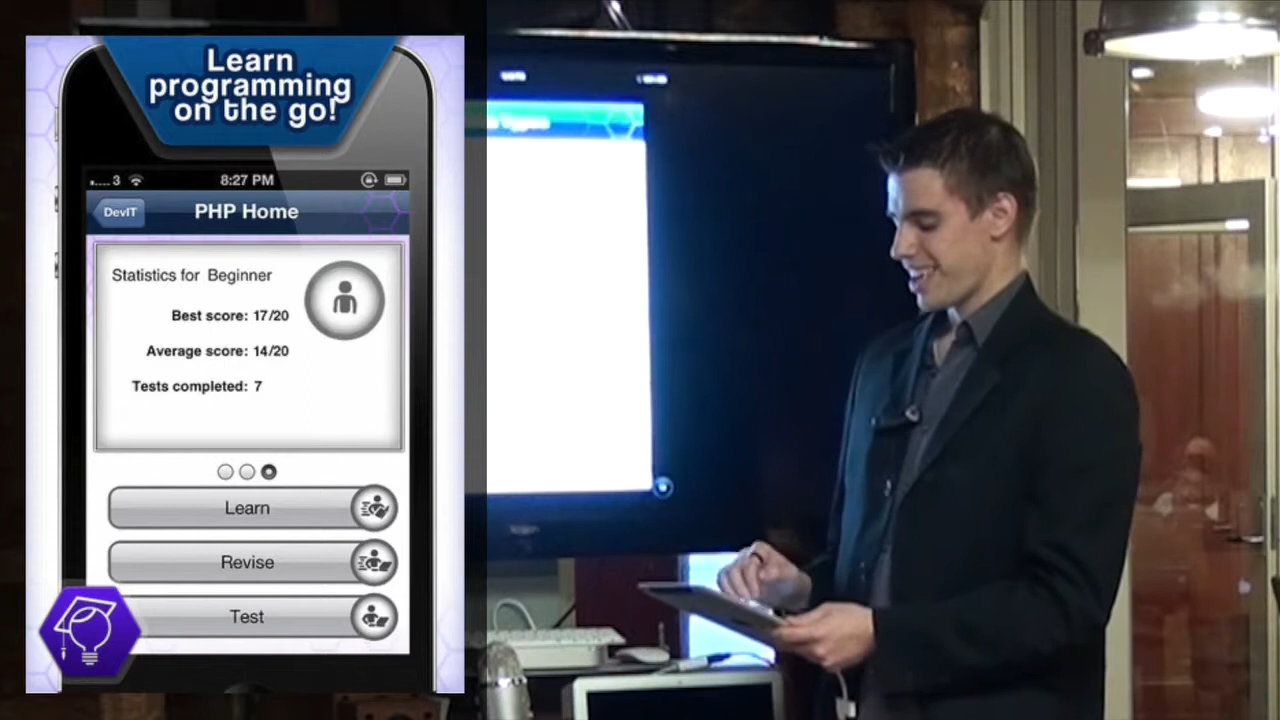 Learn
programming
on the go!
8:27 PM
DevIT
PHP Home
Statistics for Beginner
Best score: 17/20
Average score: 14/20
Tests completed: 7
Learn
Revise
Test